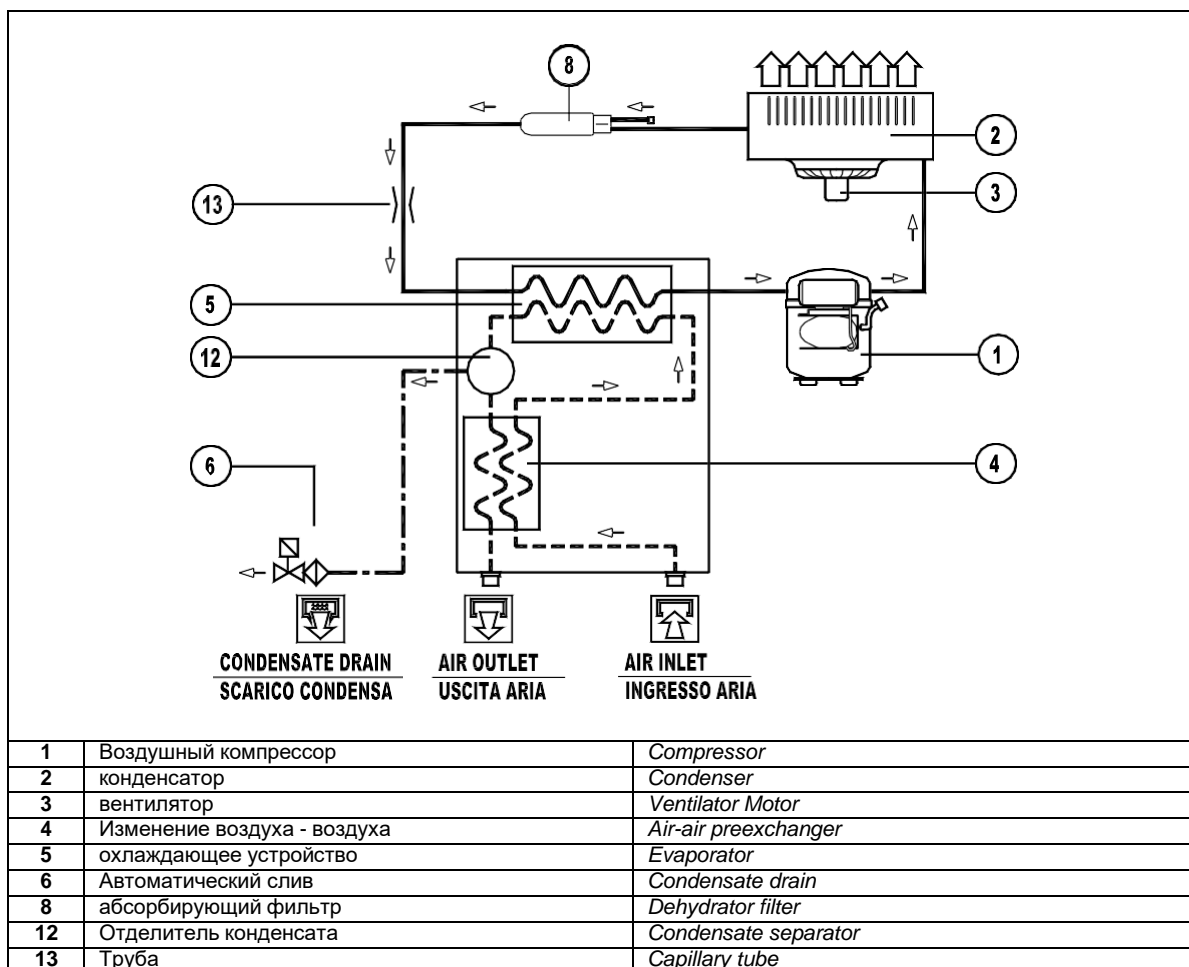 8
2
3
13
5
12
1
6
4
CONDENSATE DRAIN
SCARICO CONDENSA
AIR OUTLET
USCITA ARIA
AIR INLET
INGRESSO ARIA
1 Воздушный компрессор Compressor
2 конденсатор Condenser
3 вентилятор Ventilator Motor
4 Изменение воздуха - воздуха Air-air preexchanger
5 охлаждающее устройство Evaporator
6 Автоматический слив Condensate drain
8 абсорбирующий фильтр Dehydrator filter
12 Отделитель конденсата Condensate separator
13 Труба Capillary tube